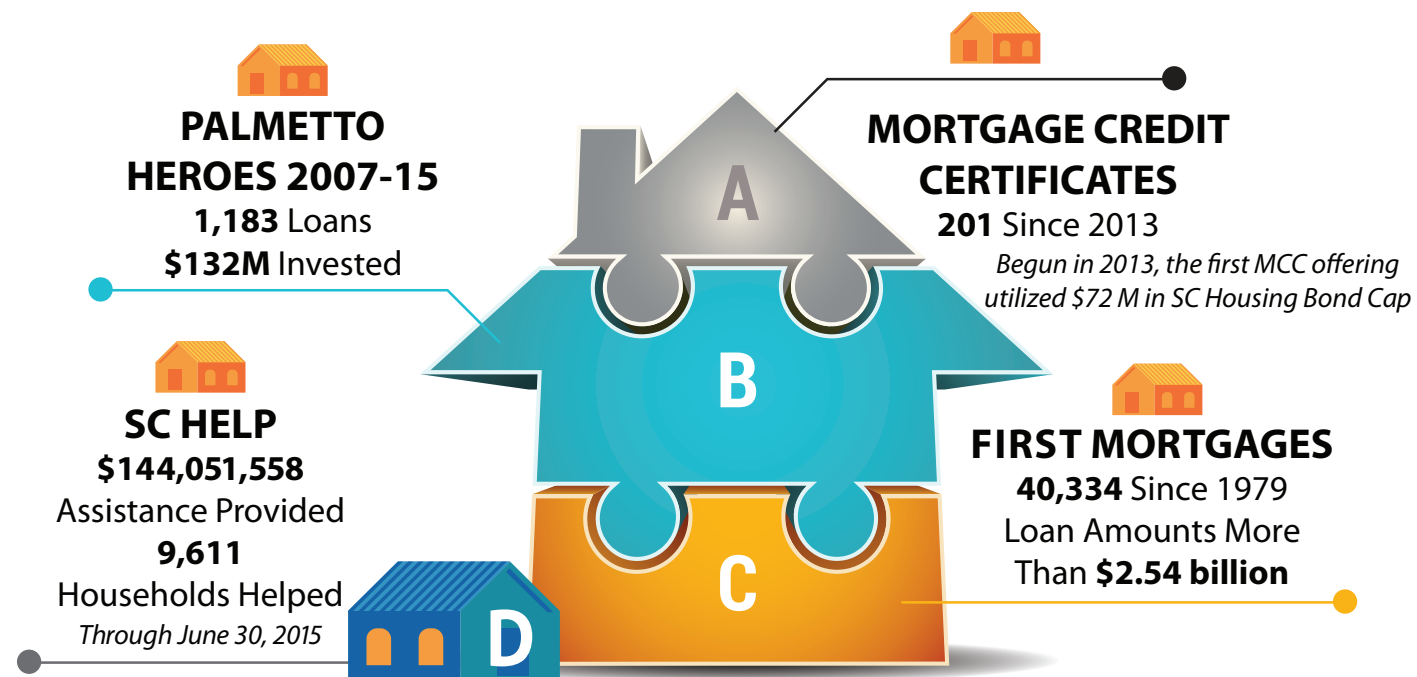 PALMETTO
HEROES 2007-15
1,183 Loans
$132M Invested
MORTGAGE CREDIT
CERTIFICATES
201 Since 2013
Begun in 2013, the first MCC offering
utilized $72 M in SC Housing Bond Cap
A
B
SC HELP
$144,051,558
Assistance Provided
9,611
Households Helped
Through June 30, 2015
FIRST MORTGAGES
40,334 Since 1979
Loan Amounts More
Than $2.54 billion
C
D